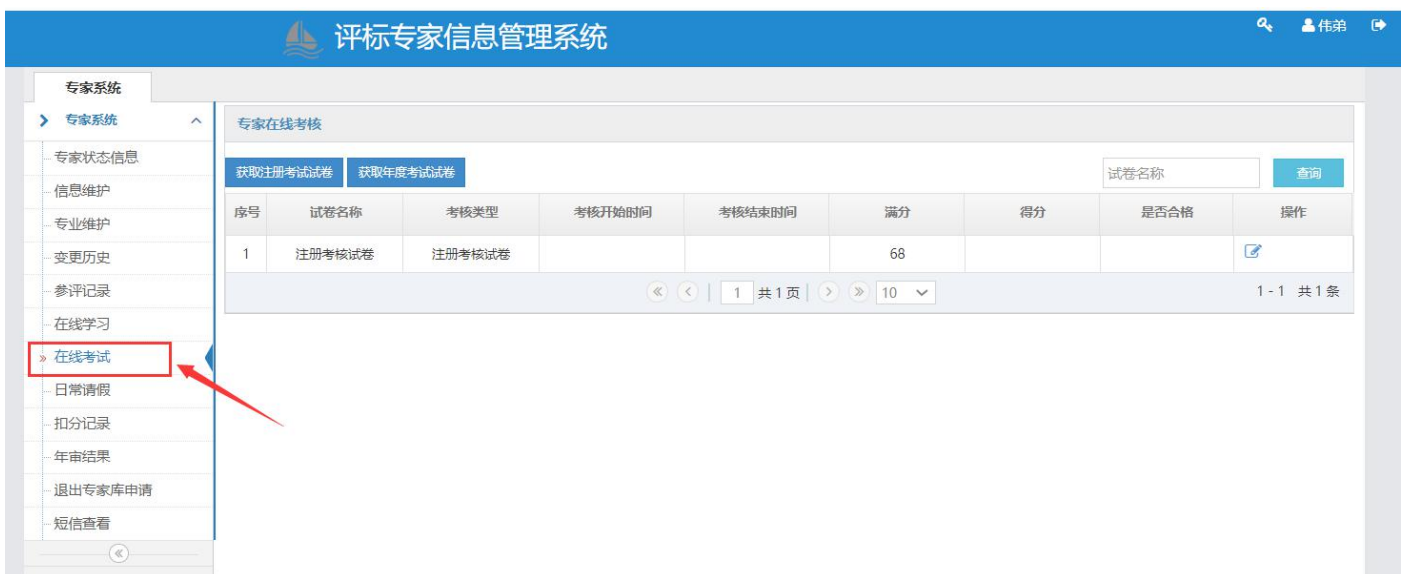 评标专家信息管理系统
伟弟
专家系统
专家系统
专家状态信息
信息维护
专业维护
变更历史
参评记录
在线学习
» 在线考试
日常请假
扣分记录
年审结果
退出专家库申请
短信查看
专家在线考核
获取注册考试试卷 获取年度考试试卷 试卷名称 查询
序号 试卷名称 考核类型 考核开始时间 考核结束时间 满分 得分 是否合格 操作
1 注册考核试卷 注册考核试卷 68
1 共 1 页 10 1 - 1 共 1 条